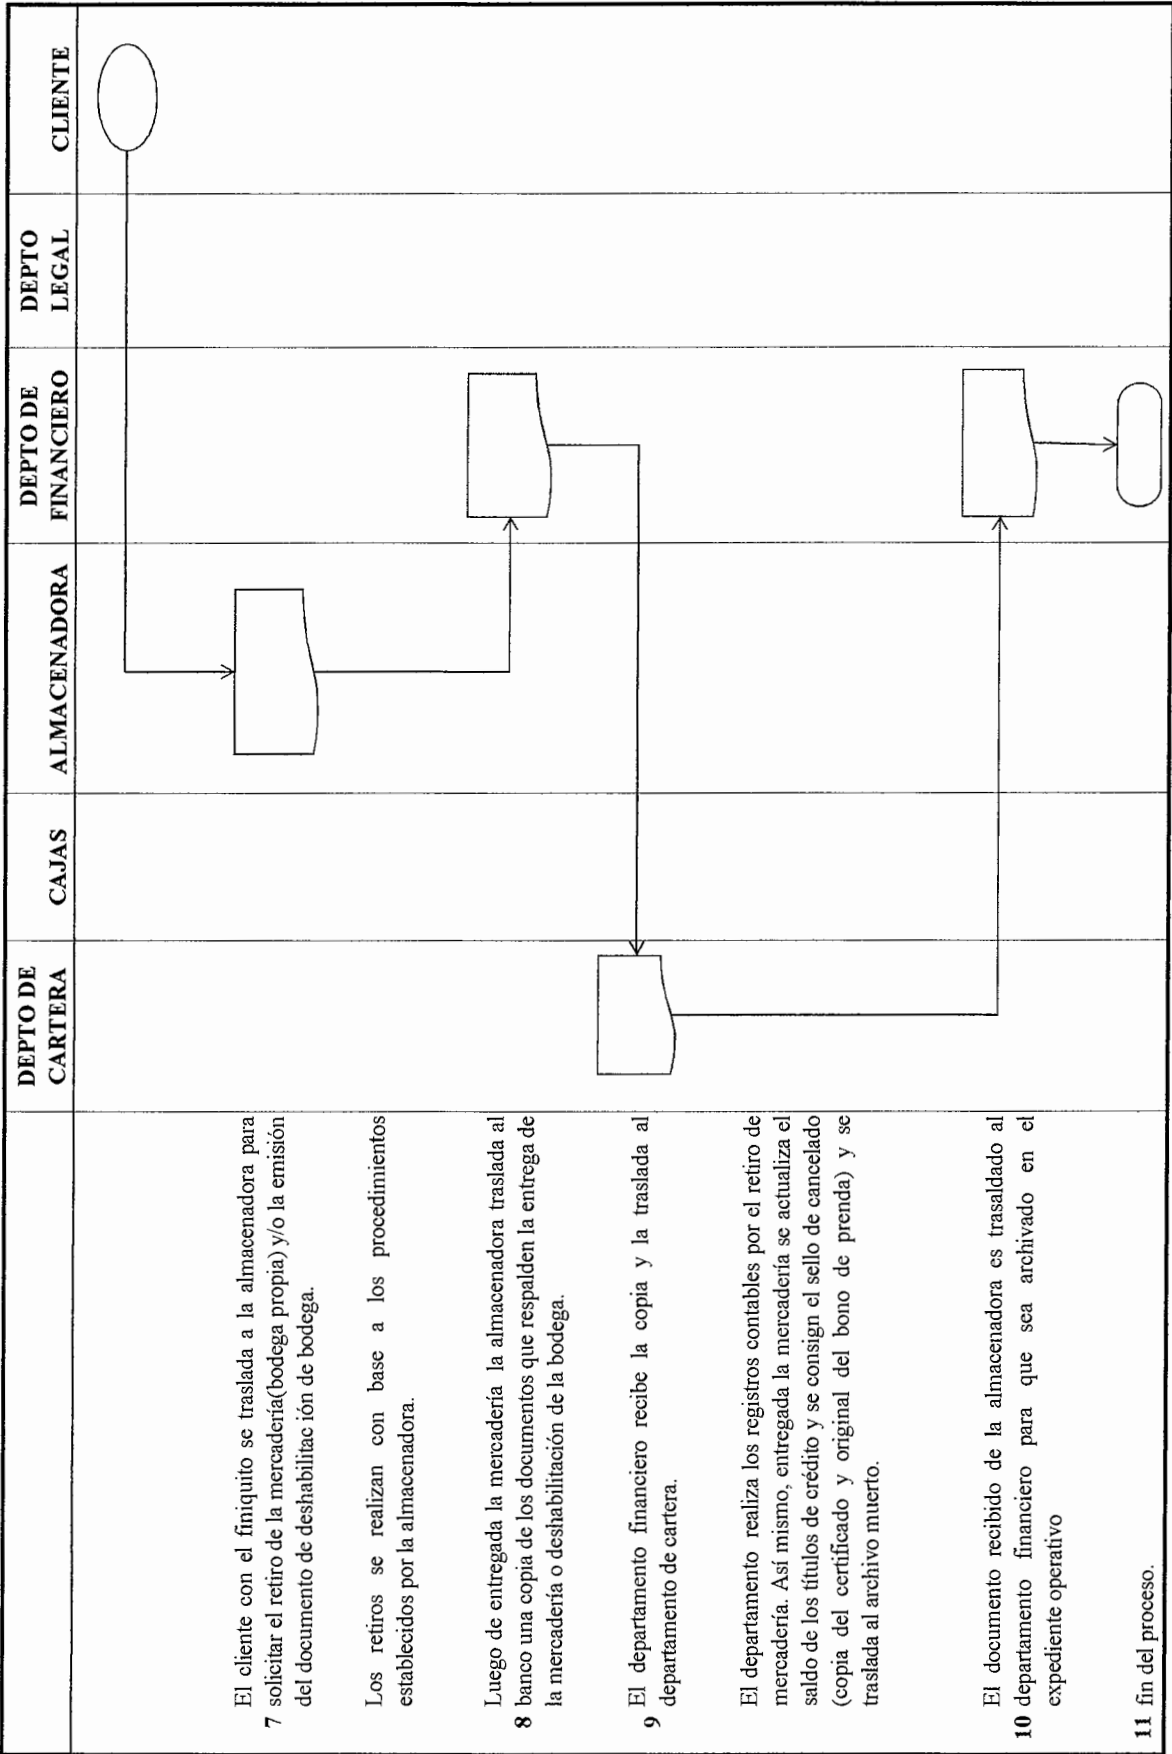 DEPTO DE
CARTERA
CAJAS
ALMACENADORA
DEPTO DE
FINANCIERO
DEPTO
LEGAL
CLIENTE
El cliente con el finiquito se traslada a la almacenadora para
7 solicitar el retiro de la mercadería(bodega propia) y/o la emisión
del documento de deshabilitac ión de bodega.
Los retiros se realizan con base a los procedimientos
establecidos por la almacenadora.
Luego de entregada la mercadería la almacenadora traslada al
8 banco una copia de los documentos que respalden la entrega de
la mercadería o deshabilitación de la bodega.
9 El departamento financiero recibe la copia y la traslada al
departamento de cartera.
El departamento realiza los registros contables por el retiro de
mercadería. Así mismo, entregada la mercadería se actualiza el
saldo de los títulos de crédito y se consign el sello de cancelado
(copia del certificado y original del bono de prenda) y se
traslada al archivo muerto.
El documento recibido de la almacenadora es trasaldado al
10 departamento financiero para que sea archivado en el
expediente operativo
11 fin del proceso.